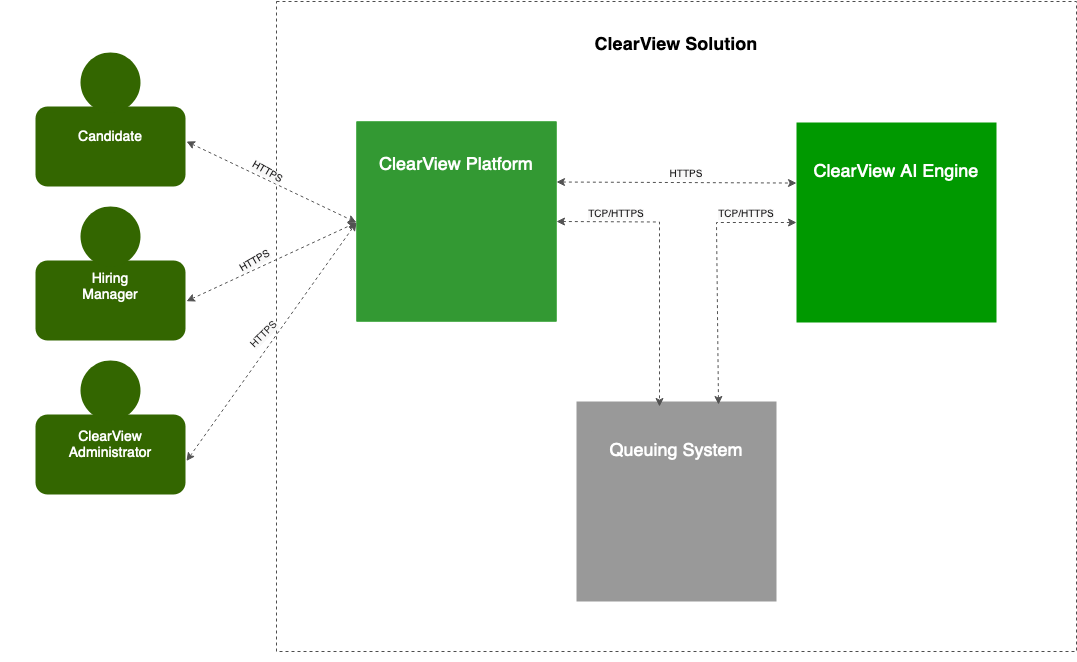 ClearView Solution
Candidate
HTTPS
ClearView Platform
HTTPS
ClearView AI Engine
TCP/HTTPS
TCP/HTTPS
Hiring
Manager
HTTPS
HTTPS
ClearView
Administrator
Queuing System